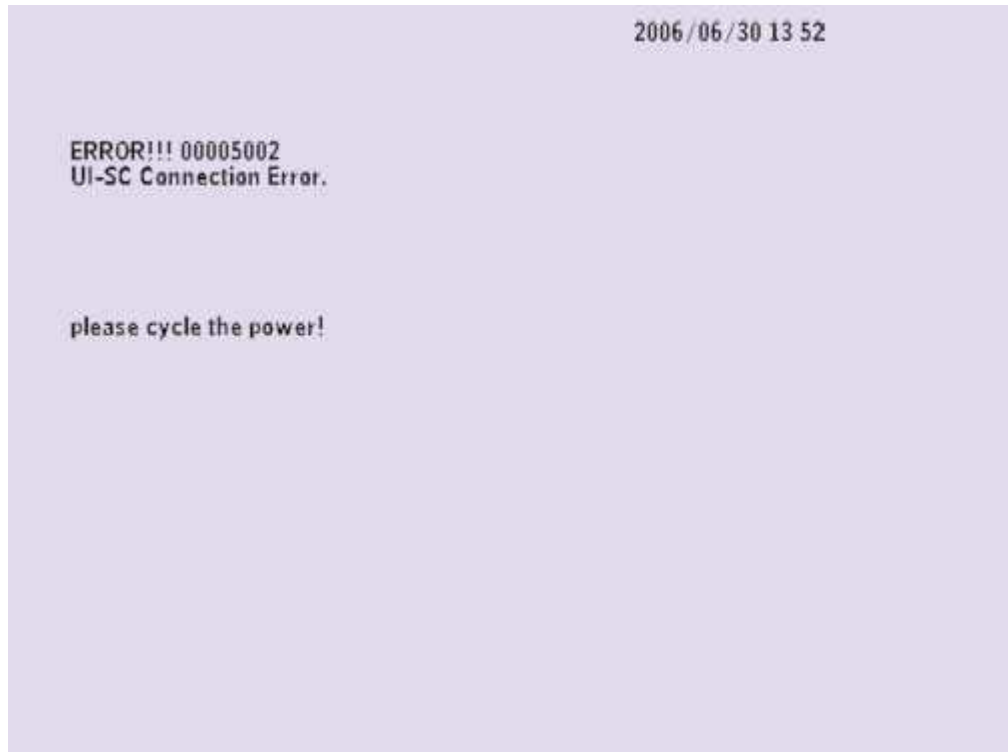 2006/06/30 13 52
ERROR!!! 00005002
UI-SC Connection Error.
please cycle the power!